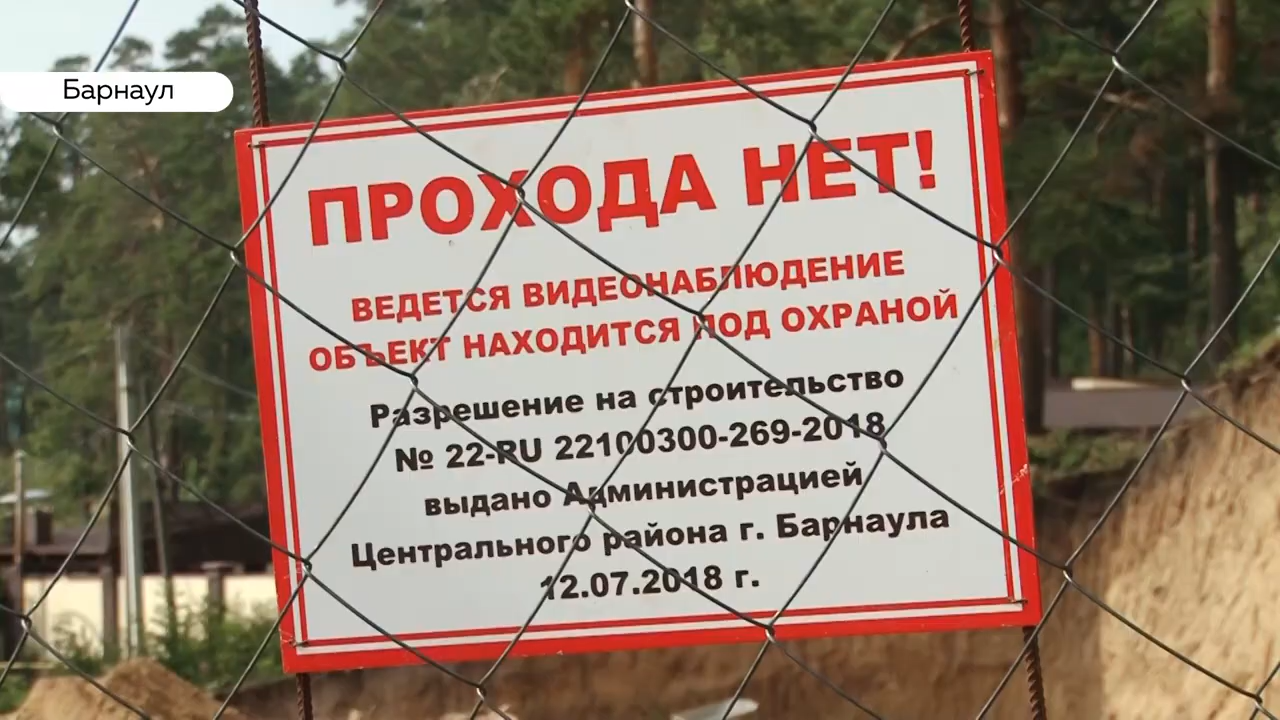 Барнаул
ПРОХОДА НЕТ!
ВЕДЕТСЯ ВИДЕОНАБЛЮДЕНИЕ
ОБЪЕКТ НАХОДИТСЯ ПОД ОХРАНОЙ
Разрешение на строительство
№ 22-RU 22100300-269-2018
выдано Администрацией
Центрального района г. Барнаула
12.07.2018 г.